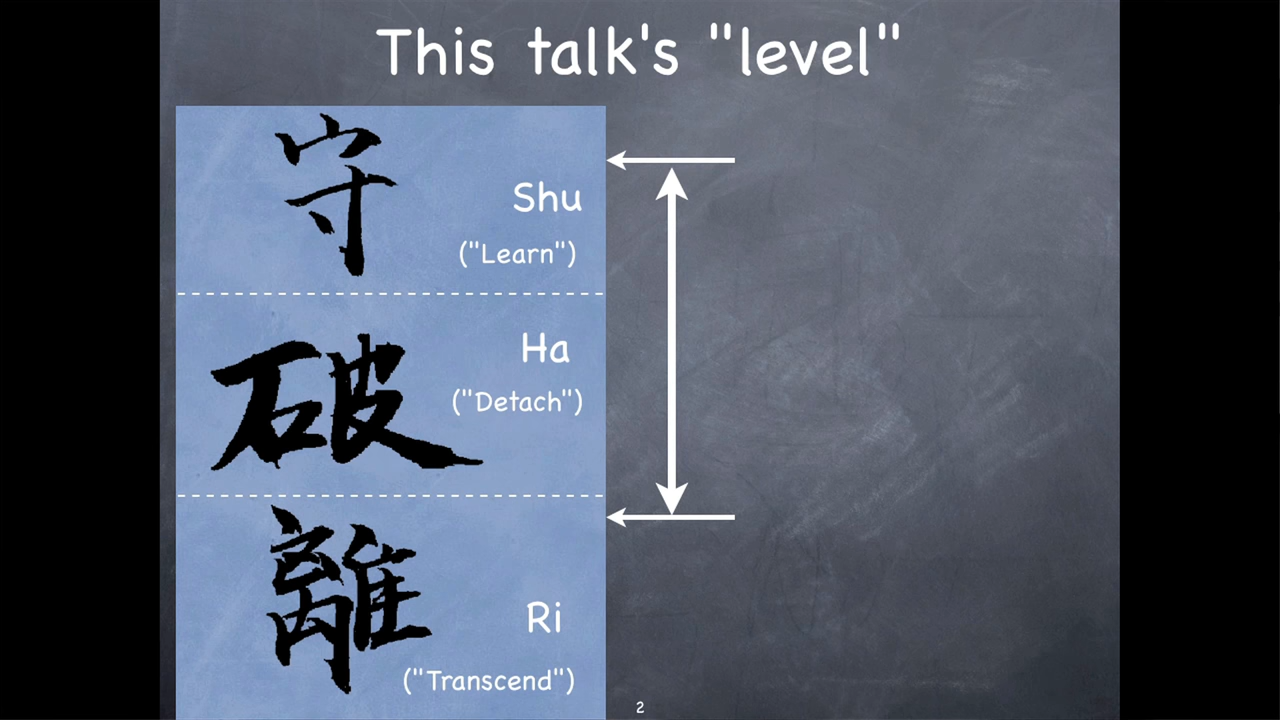 This talk's "level"
守
Shu
("Learn")
破
Ha
("Detach")
離
Ri
("Transcend")
2